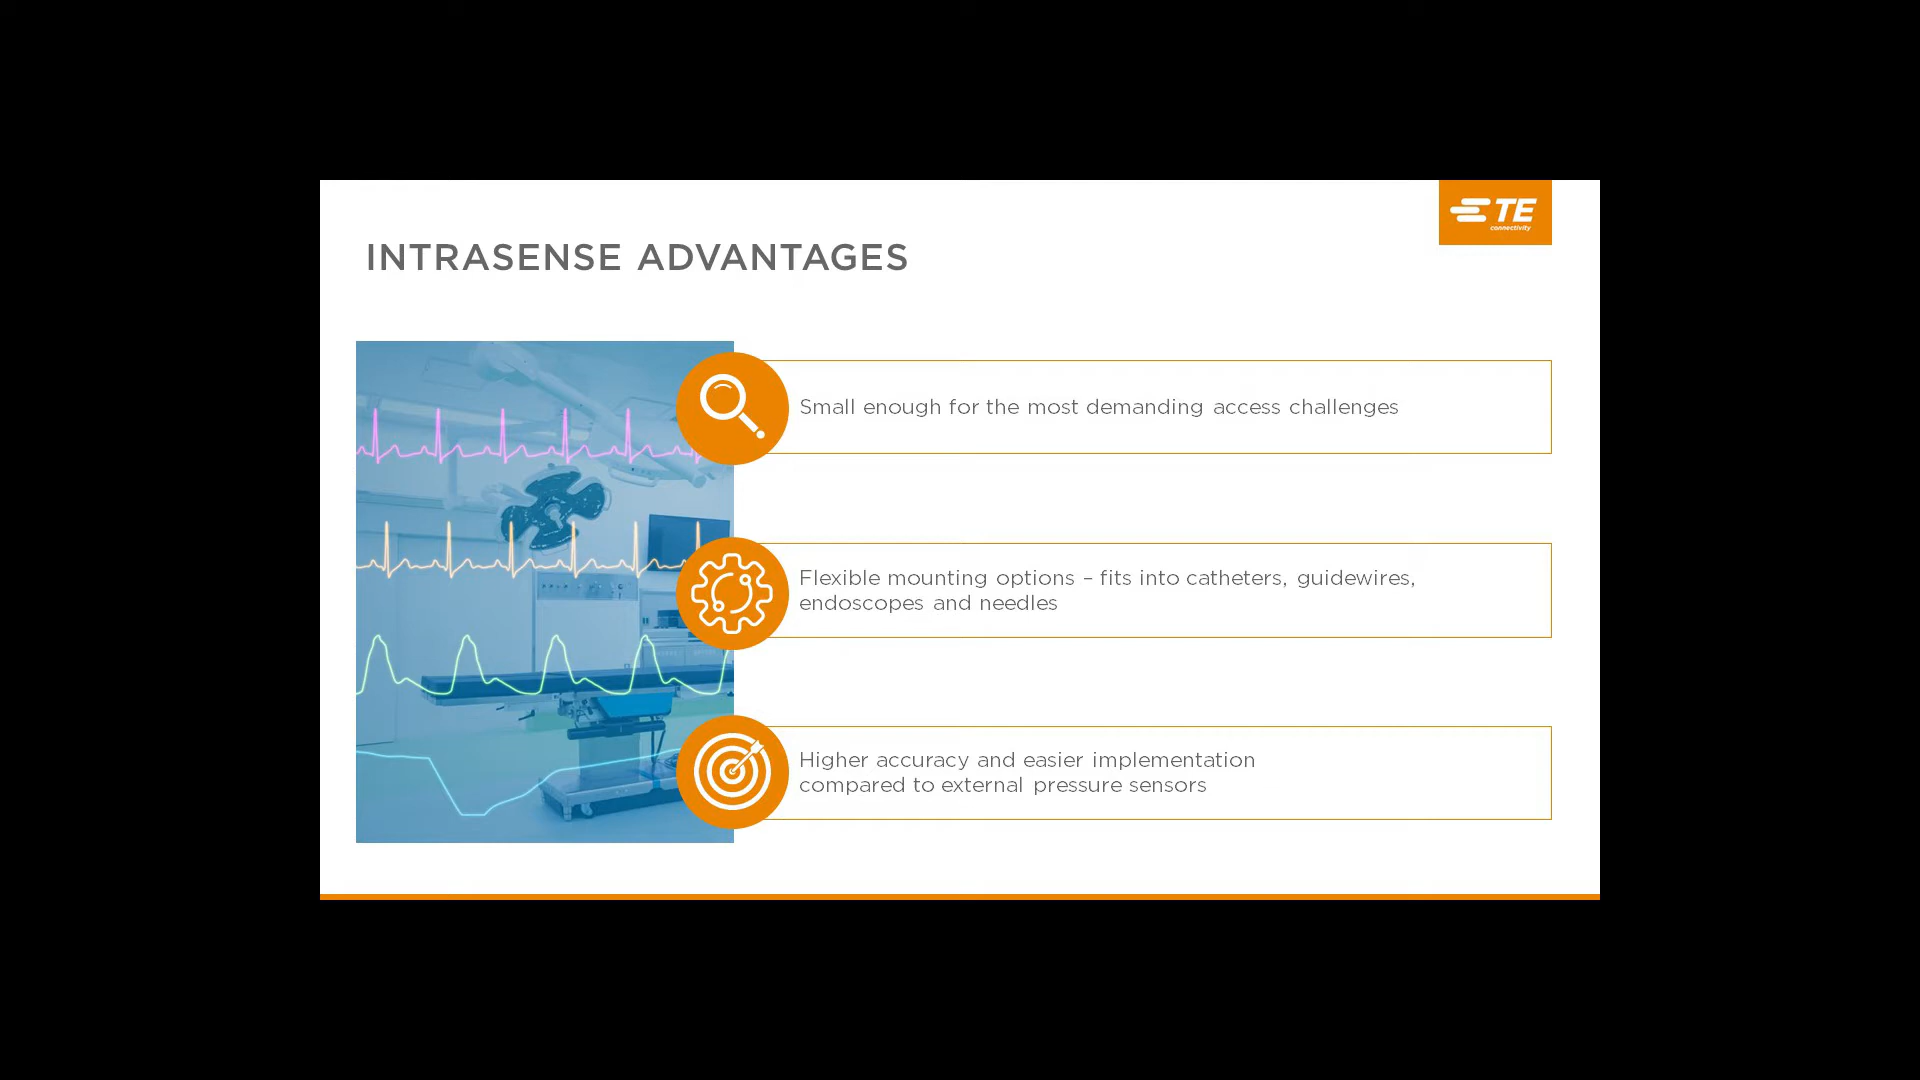 TE
connectivity
INTRASENSE ADVANTAGES
Small enough for the most demanding access challenges
Flexible mounting options – fits into catheters, guidewires,
endoscopes and needles
Higher accuracy and easier implementation
compared to external pressure sensors